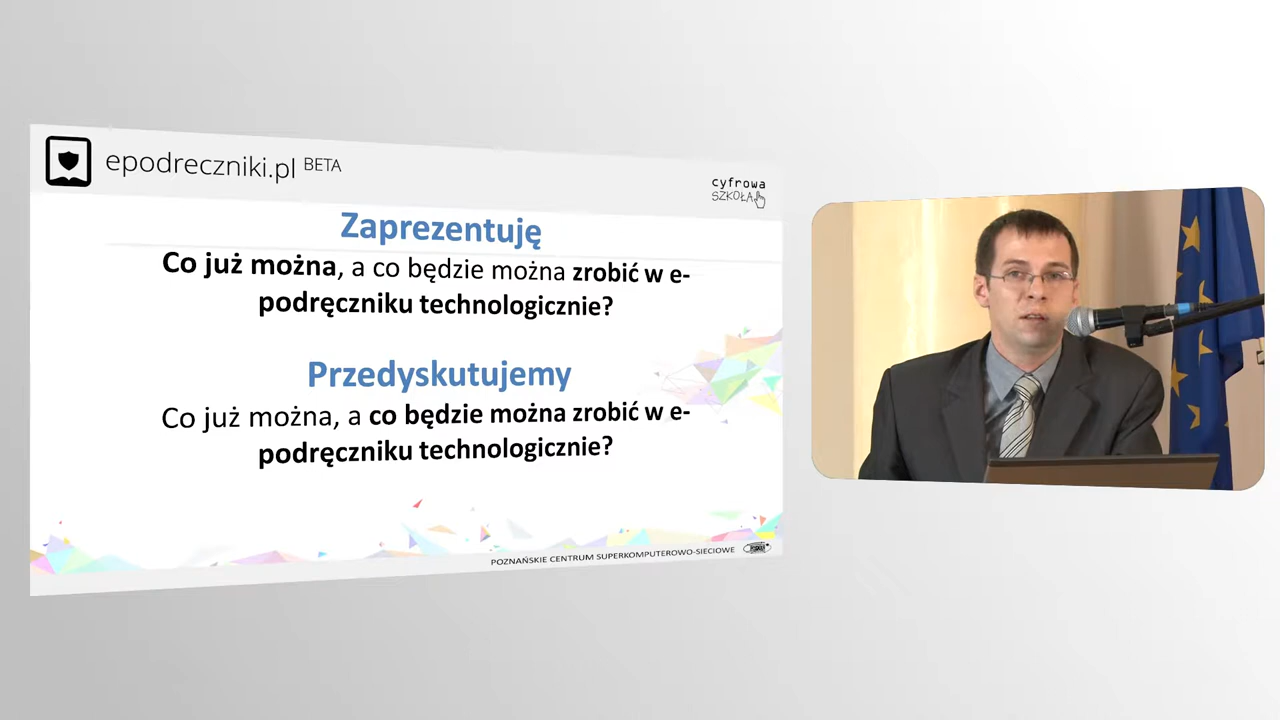 epodreczniki.pl BETA
cyfrowa
SZKOŁA
Zaprezentuję
Co już można, a co będzie można zrobić w e-
podręczniku technologicznie?
Przedyskutujemy
Co już można, a co będzie można zrobić w e-
podręczniku technologicznie?
POZNAŃSKIE CENTRUM SUPERKOMPUTEROWO-SIECIOWE